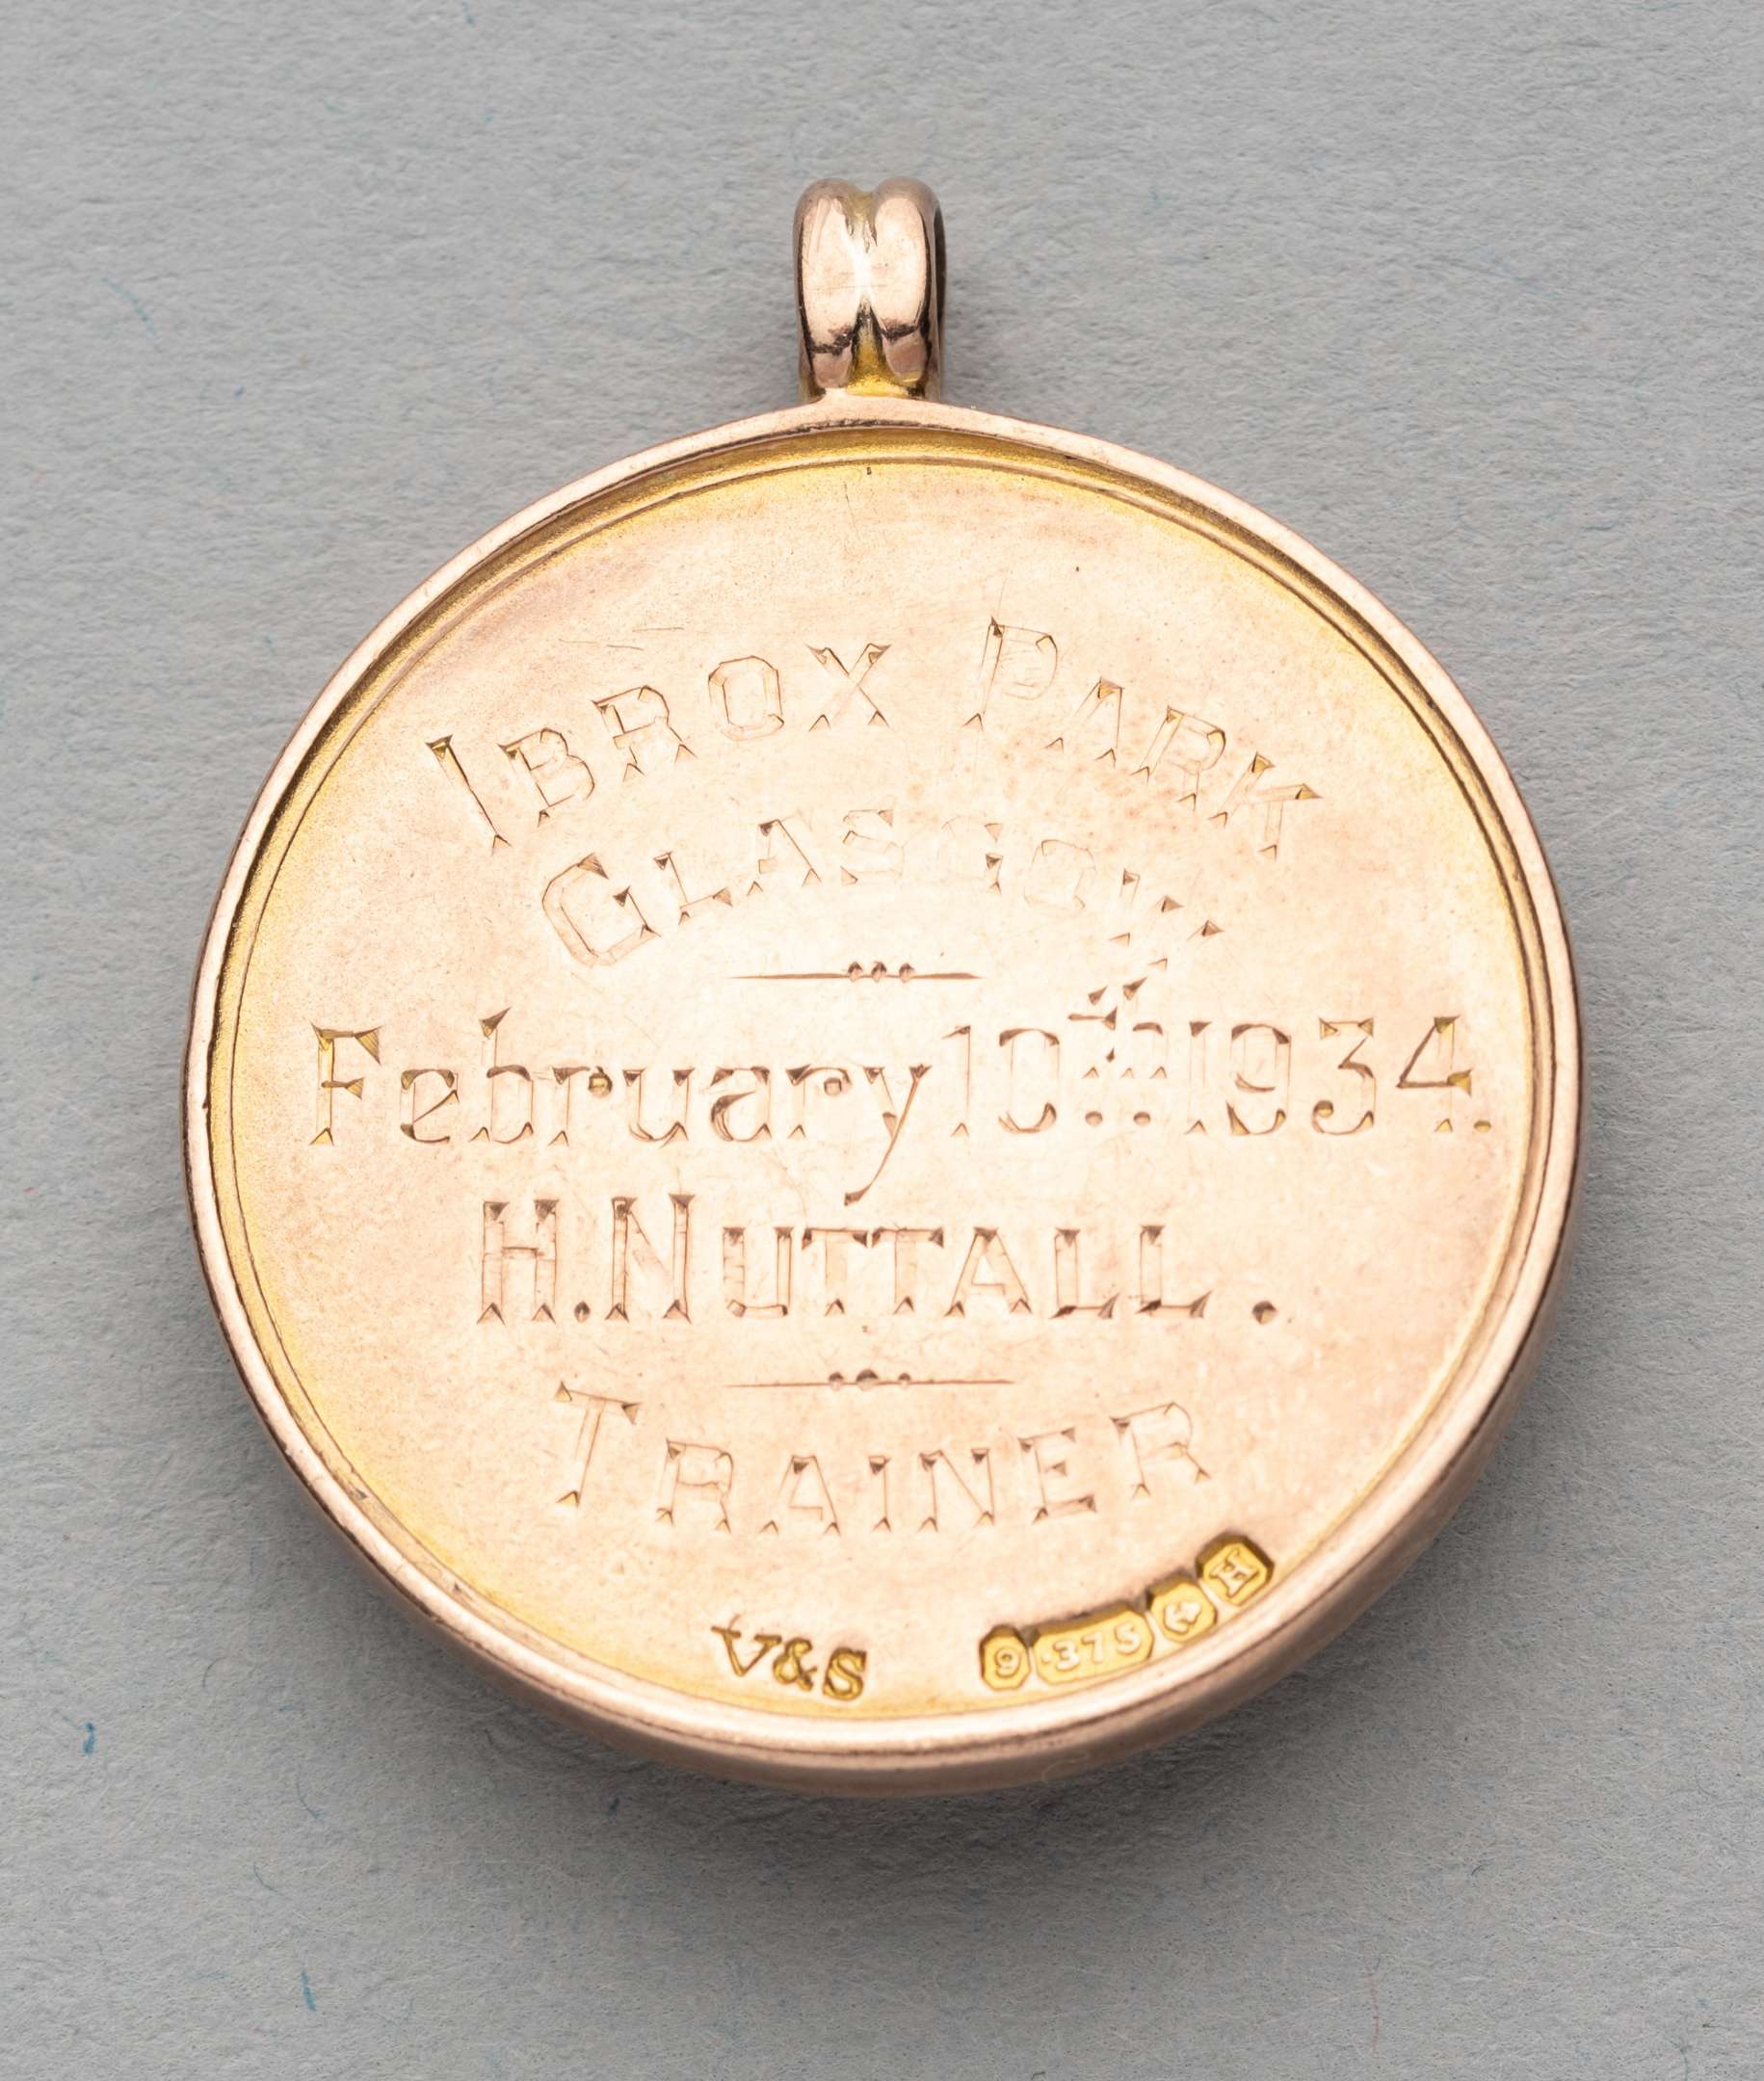 IBROX PARK
GLASGOW
February 10th 1934.
H. NUTTALL.
TRAINER
V&S 9 .375 H